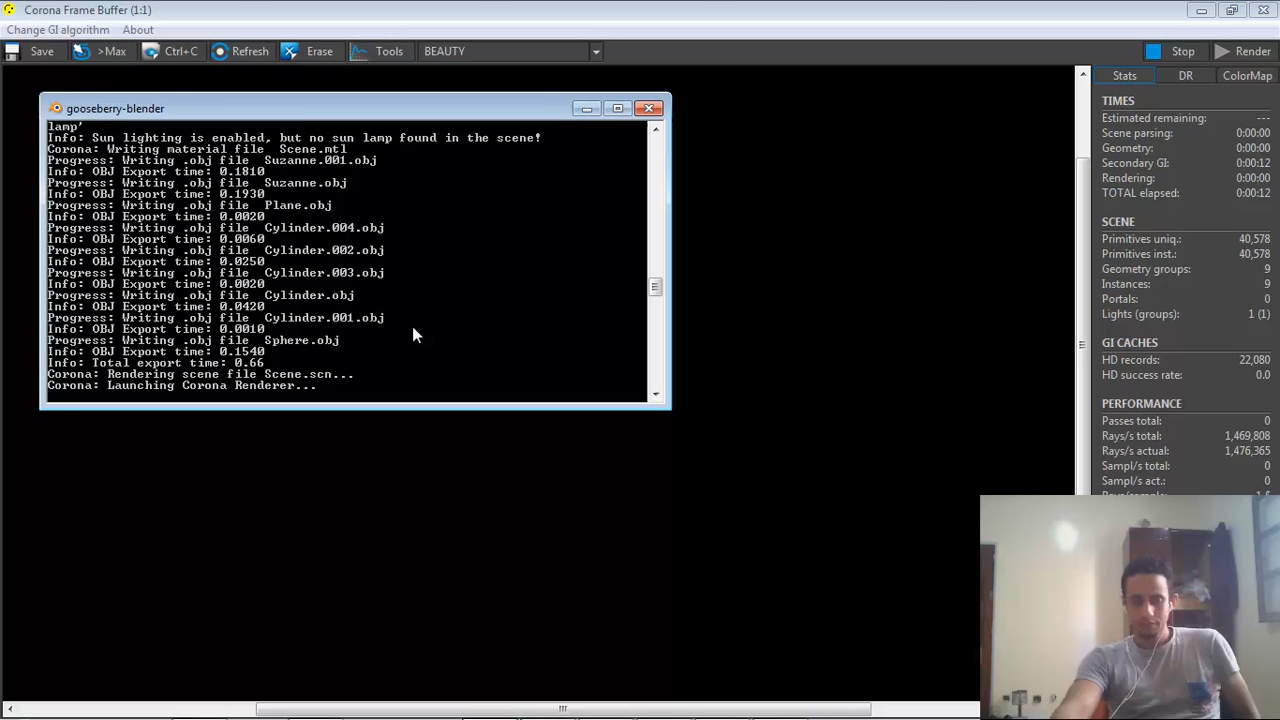 Corona Frame Buffer (1:1)
Change GI algorithm About
Save >Max Ctrl+C Refresh Erase Tools BEAUTY Stop Render
gooseberry-blender
lamp'
Info: Sun lighting is enabled, but no sun lamp found in the scene!
Corona: Writing material file Scene.mtl
Progress: Writing .obj file Suzanne.001.obj
Info: OBJ Export time: 0.1810
Progress: Writing .obj file Suzanne.obj
Info: OBJ Export time: 0.1930
Progress: Writing .obj file Plane.obj
Info: OBJ Export time: 0.0020
Progress: Writing .obj file Cylinder.004.obj
Info: OBJ Export time: 0.0060
Progress: Writing .obj file Cylinder.002.obj
Info: OBJ Export time: 0.0250
Progress: Writing .obj file Cylinder.003.obj
Info: OBJ Export time: 0.0020
Progress: Writing .obj file Cylinder.obj
Info: OBJ Export time: 0.0420
Progress: Writing .obj file Cylinder.001.obj
Info: OBJ Export time: 0.0010
Progress: Writing .obj file Sphere.obj
Info: OBJ Export time: 0.1540
Info: Total export time: 0.66
Corona: Rendering scene file Scene.scn...
Corona: Launching Corona Renderer...
Stats DR ColorMap
TIMES
Estimated remaining: ---
Scene parsing: 0:00:00
Geometry: 0:00:00
Secondary GI: 0:00:12
Rendering: 0:00:00
TOTAL elapsed: 0:00:12
SCENE
Primitives uniq.: 40,578
Primitives inst.: 40,578
Geometry groups: 9
Instances: 9
Portals: 0
Lights (groups): 1 (1)
GI CACHES
HD records: 22,080
HD success rate: 0.0
PERFORMANCE
Passes total: 0
Rays/s total: 1,469,808
Rays/s actual: 1,476,365
Sampl/s total: 0
Sampl/s act.: 0